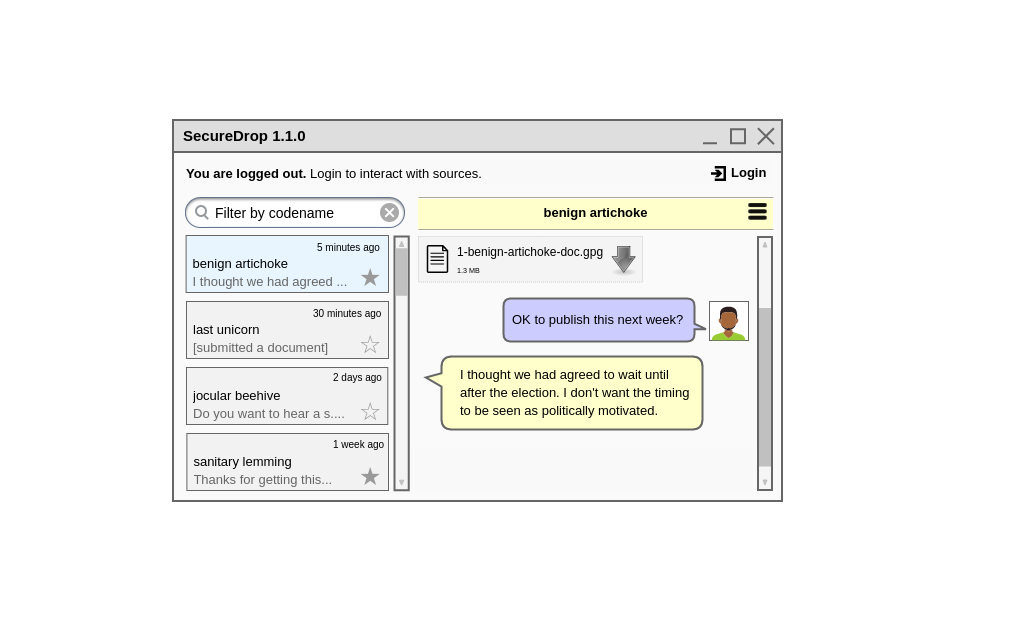 SecureDrop 1.1.0
You are logged out. Login to interact with sources.
Login
Filter by codename
benign artichoke
5 minutes ago
benign artichoke
I thought we had agreed ...
30 minutes ago
last unicorn
[submitted a document]
2 days ago
jocular beehive
Do you want to hear a s....
1 week ago
sanitary lemming
Thanks for getting this...
1-benign-artichoke-doc.gpg
1.3 MB
OK to publish this next week?
I thought we had agreed to wait until
after the election. I don't want the timing
to be seen as politically motivated.